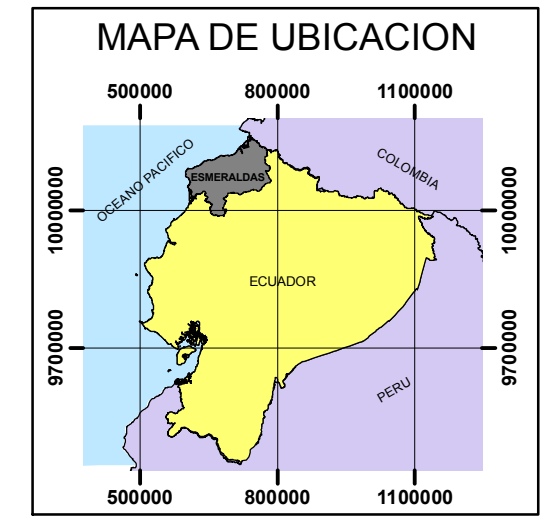 MAPA DE UBICACION
500000 800000 1100000
OCEANO PACIFICO
COLOMBIA
ESMERALDAS
10000000
10000000
ECUADOR
9700000
9700000
PERU
500000 800000 1100000